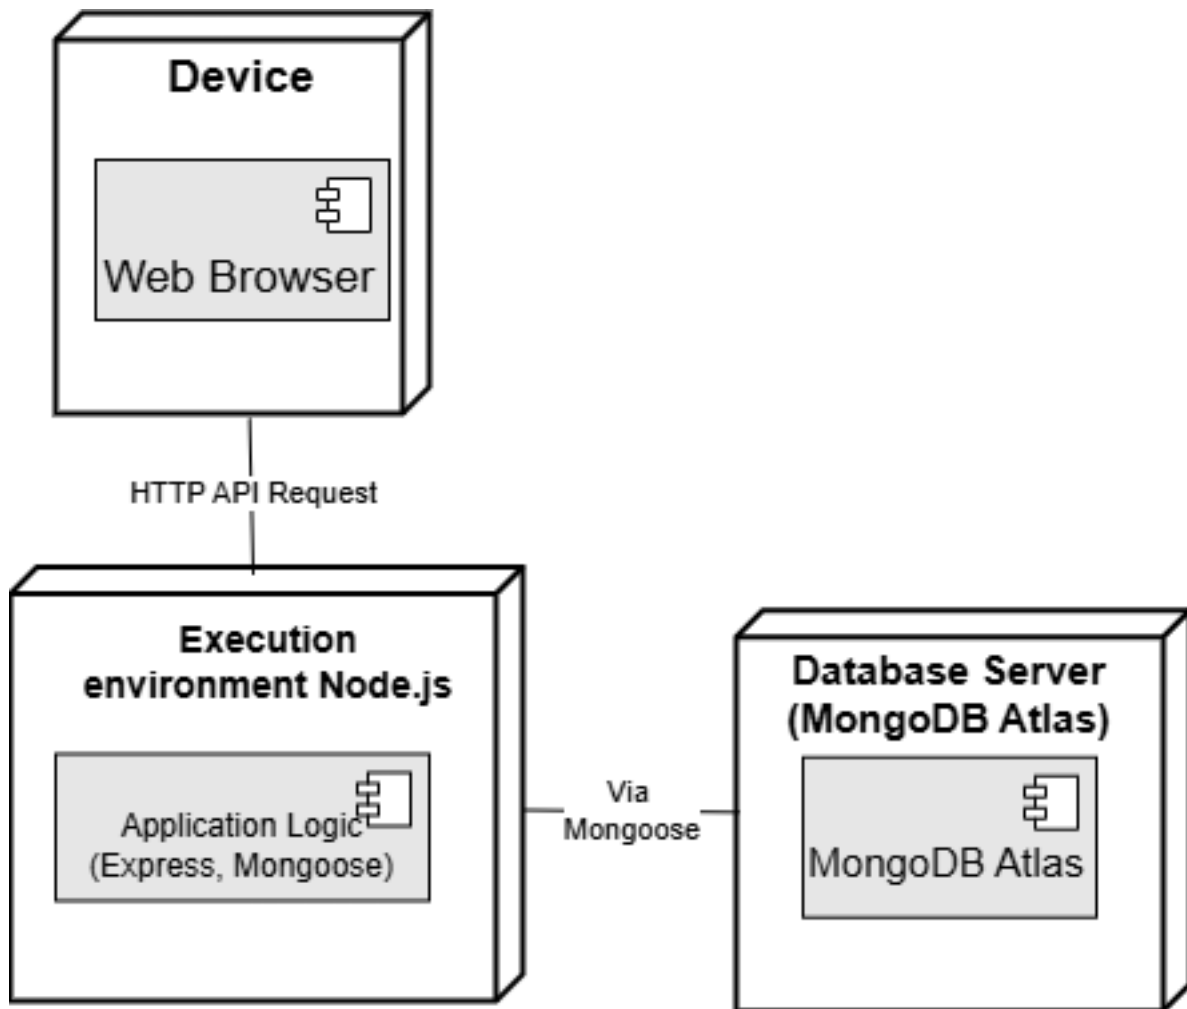 Device
Web Browser
HTTP API Request
Execution
environment Node.js
Application Logic
(Express, Mongoose)
Via
Mongoose
Database Server
(MongoDB Atlas)
MongoDB Atlas